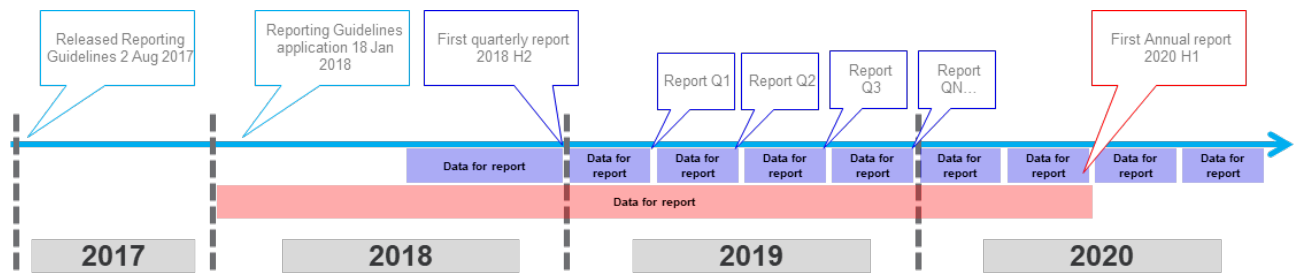 Released Reporting
Guidelines 2 Aug 2017
Reporting Guidelines
application 18 Jan
2018
First quarterly report
2018 H2
Report Q1
Report Q2
Report
Q3
Report
QN...
First Annual report
2020 H1
Data for report
Data for
report
Data for
report
Data for
report
Data for
report
Data for
report
Data for
report
Data for
report
Data for
report
Data for report
2017
2018
2019
2020